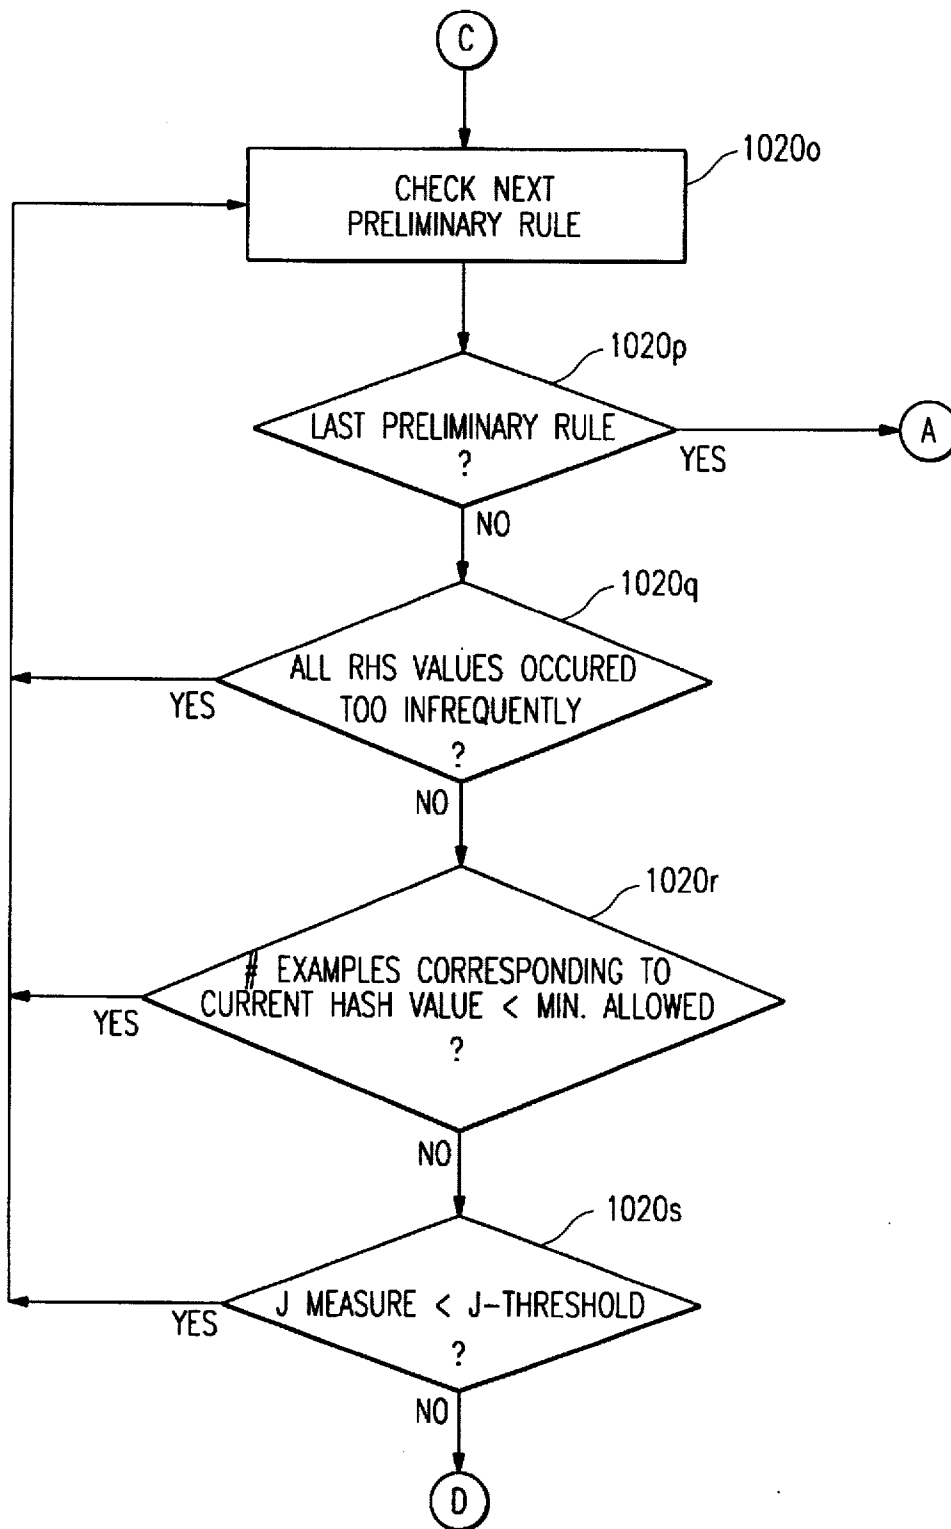 C
1020o
CHECK NEXT
PRELIMINARY RULE
1020p
LAST PRELIMINARY RULE
?
YES
A
NO
1020q
ALL RHS VALUES OCCURED
TOO INFREQUENTLY
?
YES
NO
1020r
# EXAMPLES CORRESPONDING TO
CURRENT HASH VALUE < MIN. ALLOWED
?
YES
NO
1020s
J MEASURE < J-THRESHOLD
?
YES
NO
D